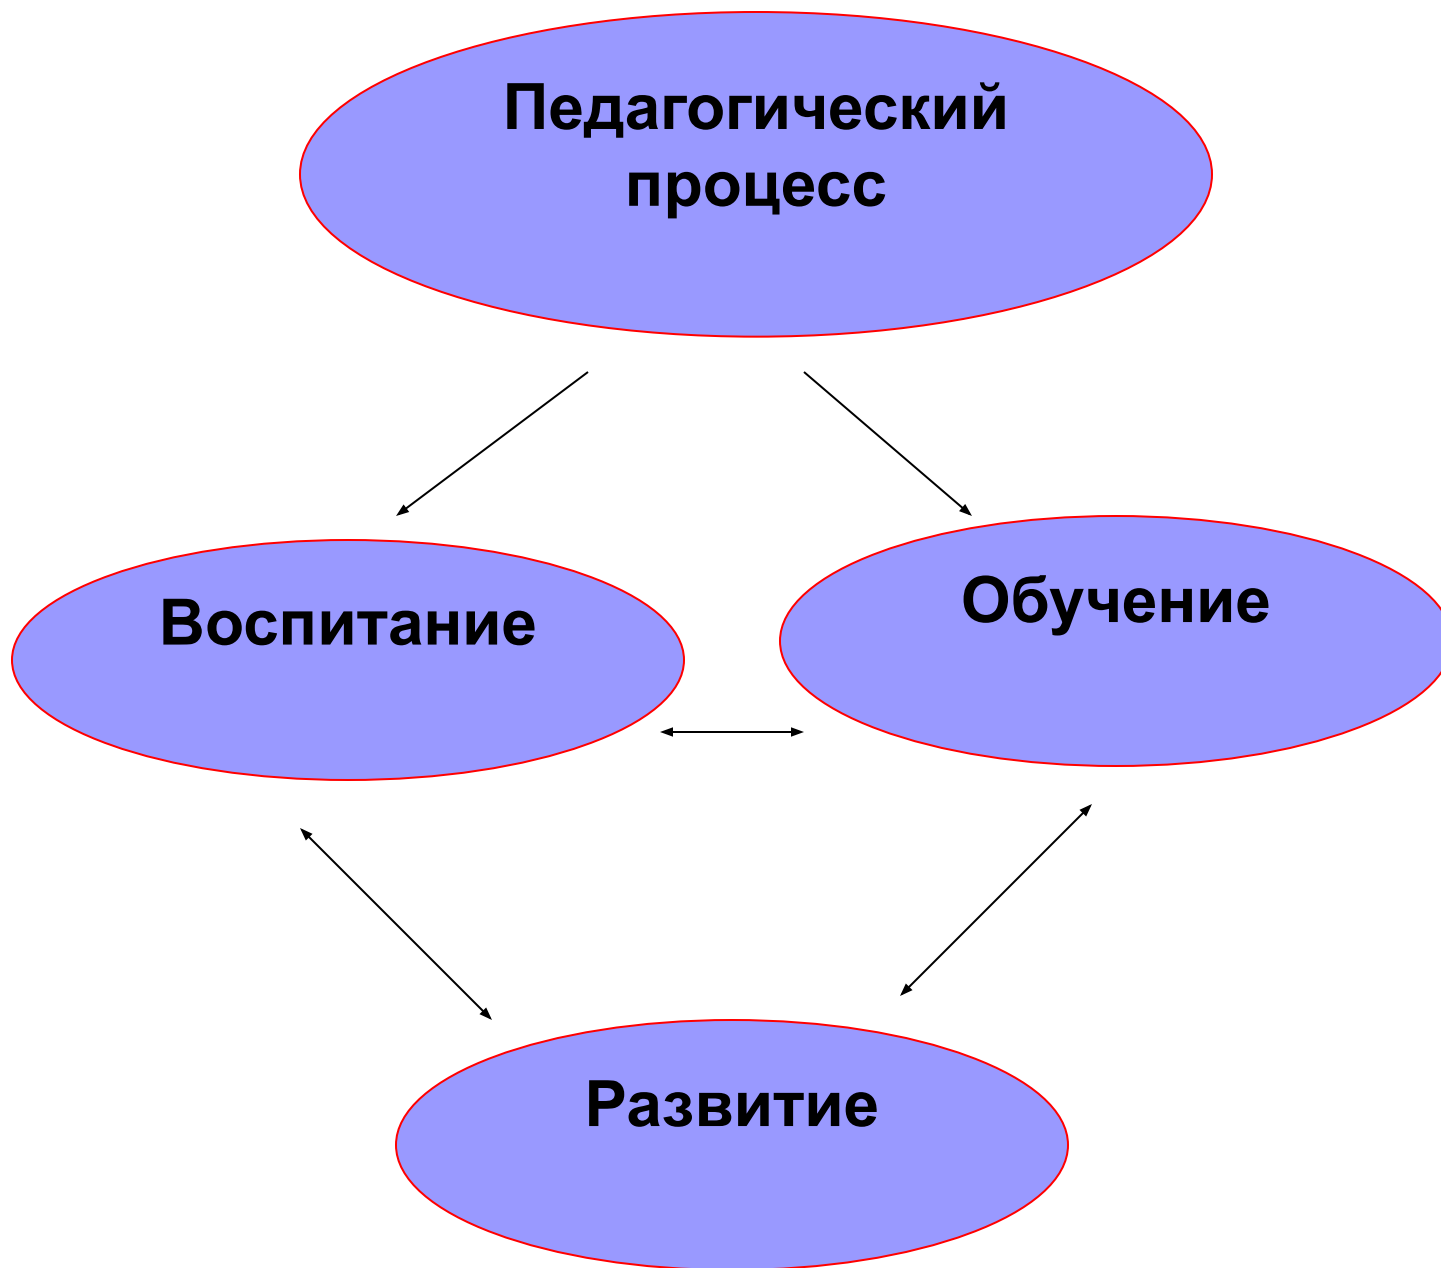 Педагогический
процесс
Воспитание
Обучение
Развитие